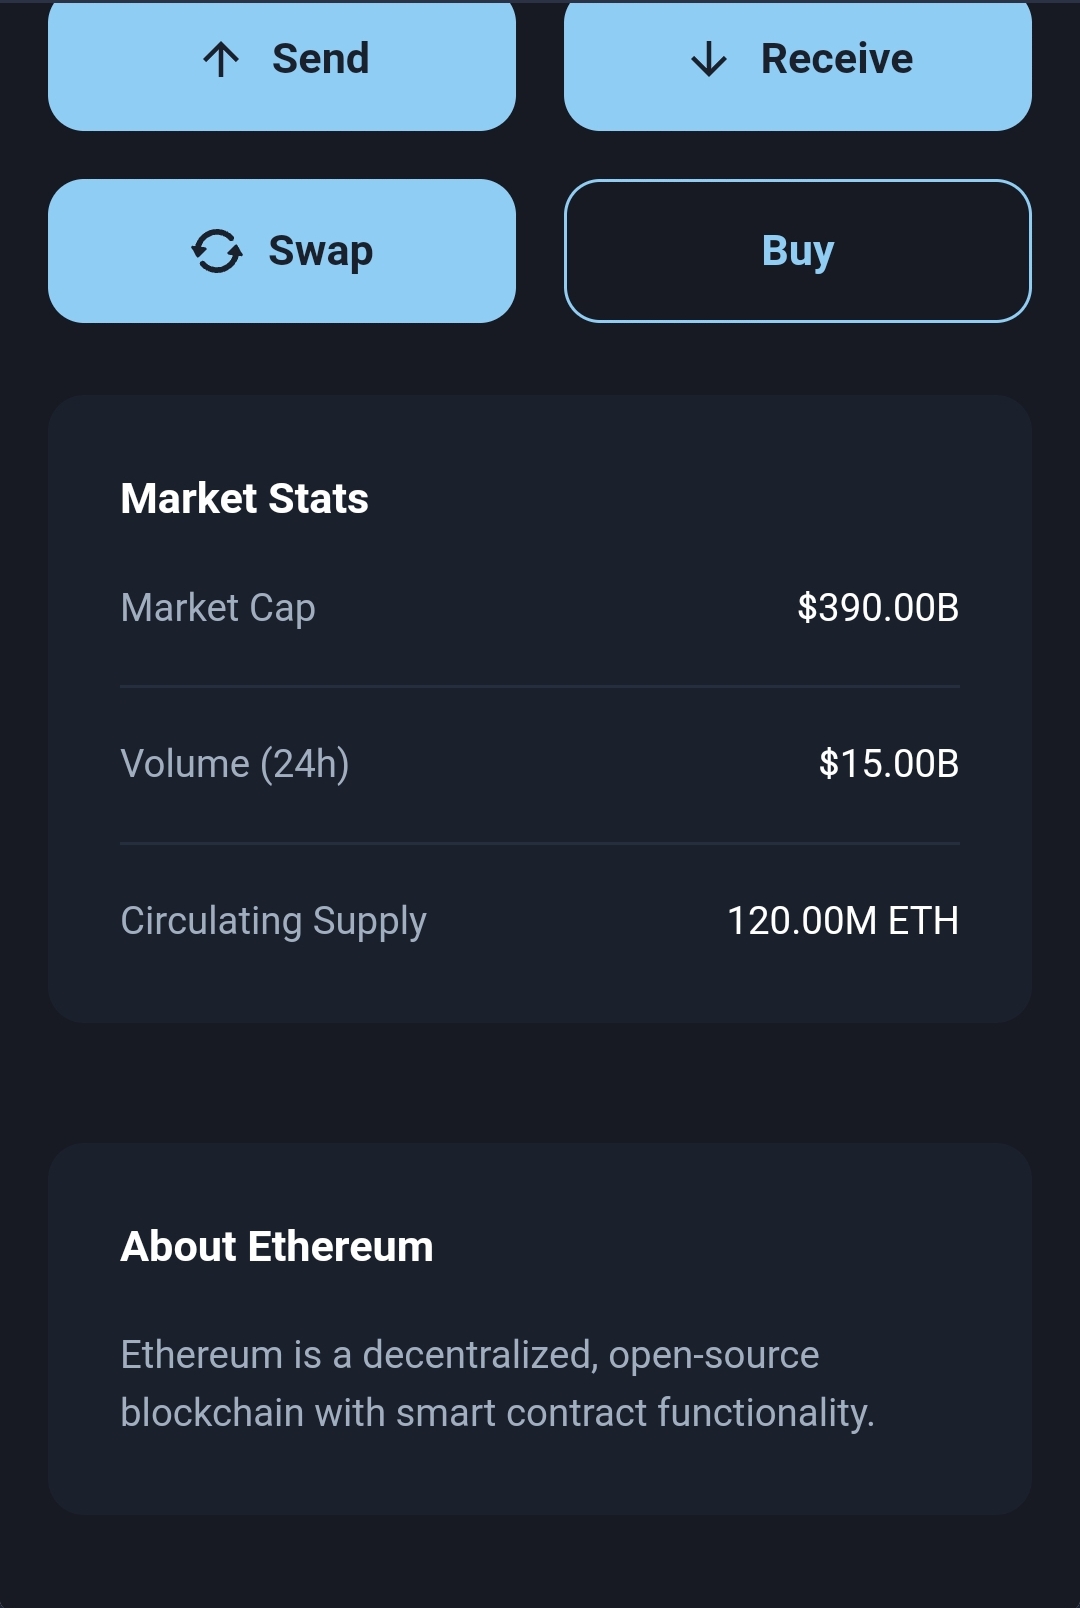 Send
Receive
Swap
Buy
Market Stats
Market Cap
$390.00B
Volume (24h)
$15.00B
Circulating Supply
120.00M ETH
About Ethereum
Ethereum is a decentralized, open-source
blockchain with smart contract functionality.